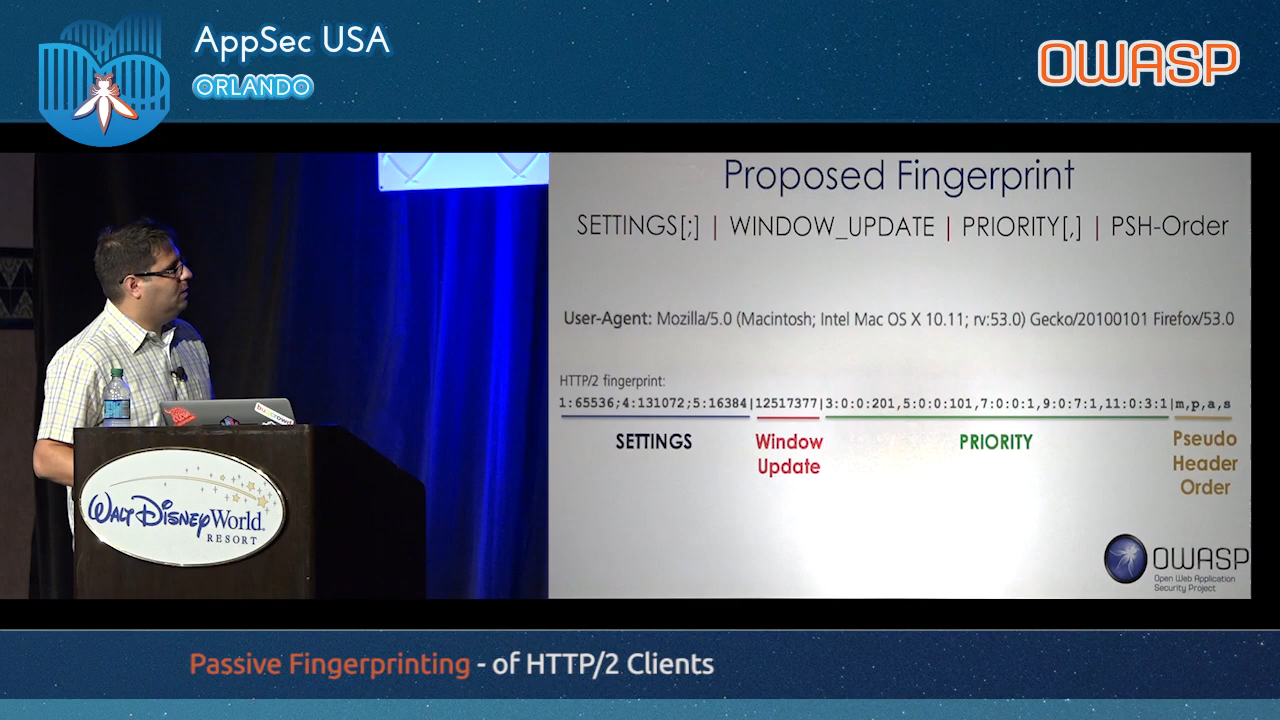 AppSec USA
ORLANDO
OWASP
Proposed Fingerprint
SETTINGS[;] | WINDOW_UPDATE | PRIORITY[,] | PSH-Order
User-Agent: Mozilla/5.0 (Macintosh; Intel Mac OS X 10.11; rv:53.0) Gecko/20100101 Firefox/53.0
HTTP/2 fingerprint:
1:65536;4:131072;5:16384|12517377|3:0:0:201,5:0:0:101,7:0:0:1,9:0:7:1,11:0:3:1|m,p,a,s
SETTINGS
Window
Update
PRIORITY
Pseudo
Header
Order
OWASP
Open Web Application
Security Project
WALT DISNEY World
RESORT
Passive Fingerprinting - of HTTP/2 Clients